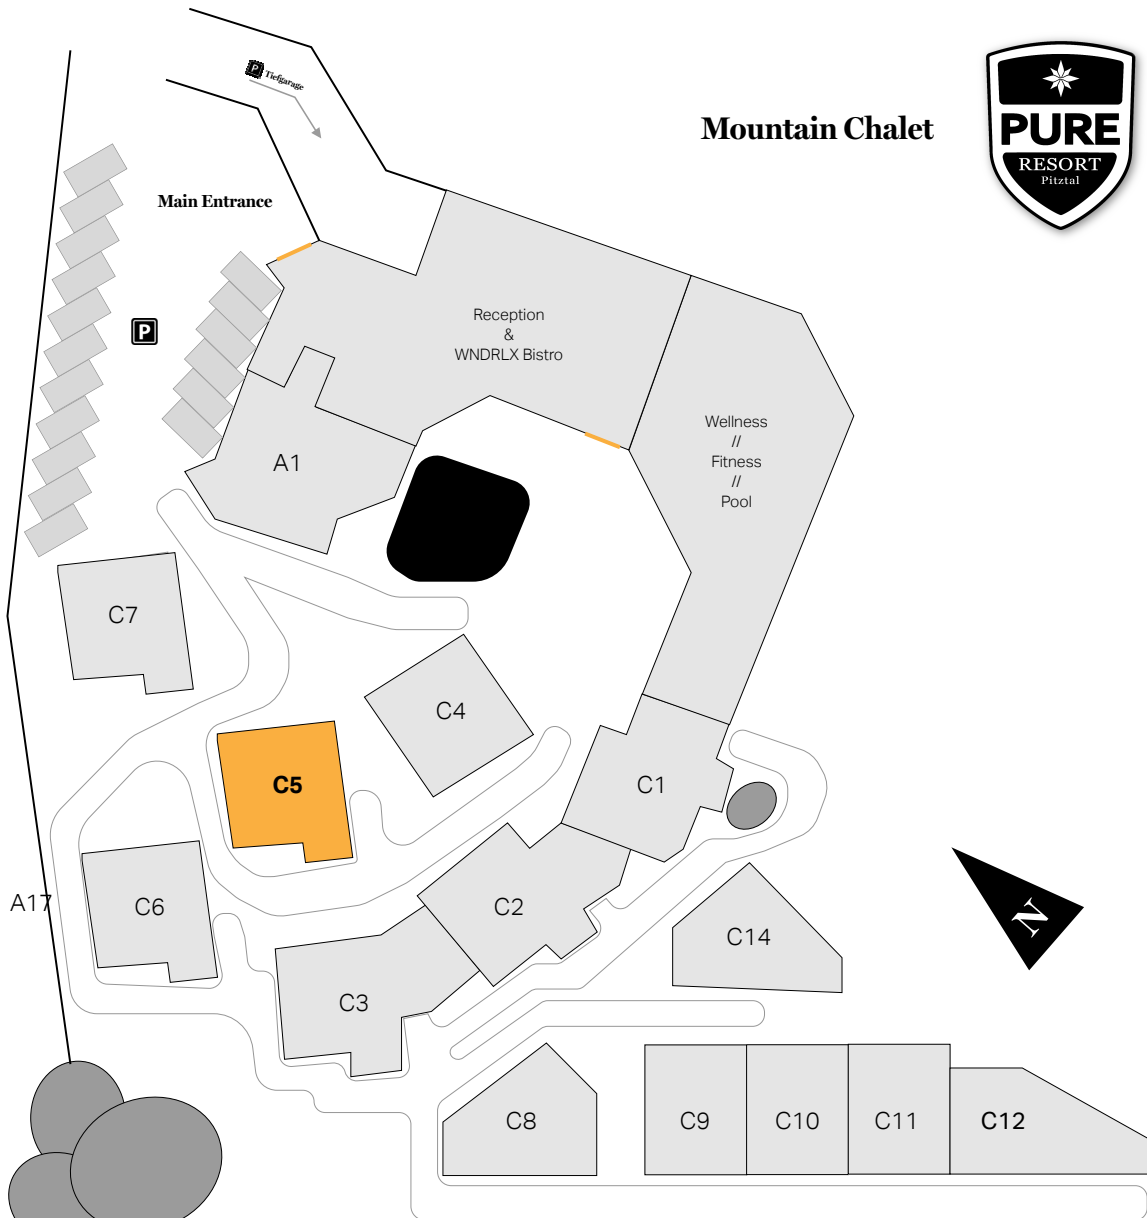 P Tiefgarage
Mountain Chalet
PURE
RESORT
Pitztal
Main Entrance
P
Reception
&
WNDRLX Bistro
Wellness
//
Fitness
//
Pool
A1
C7
C4
C5
C1
A17
C6
C2
C14
C3
N
C8
C9
C10
C11
C12